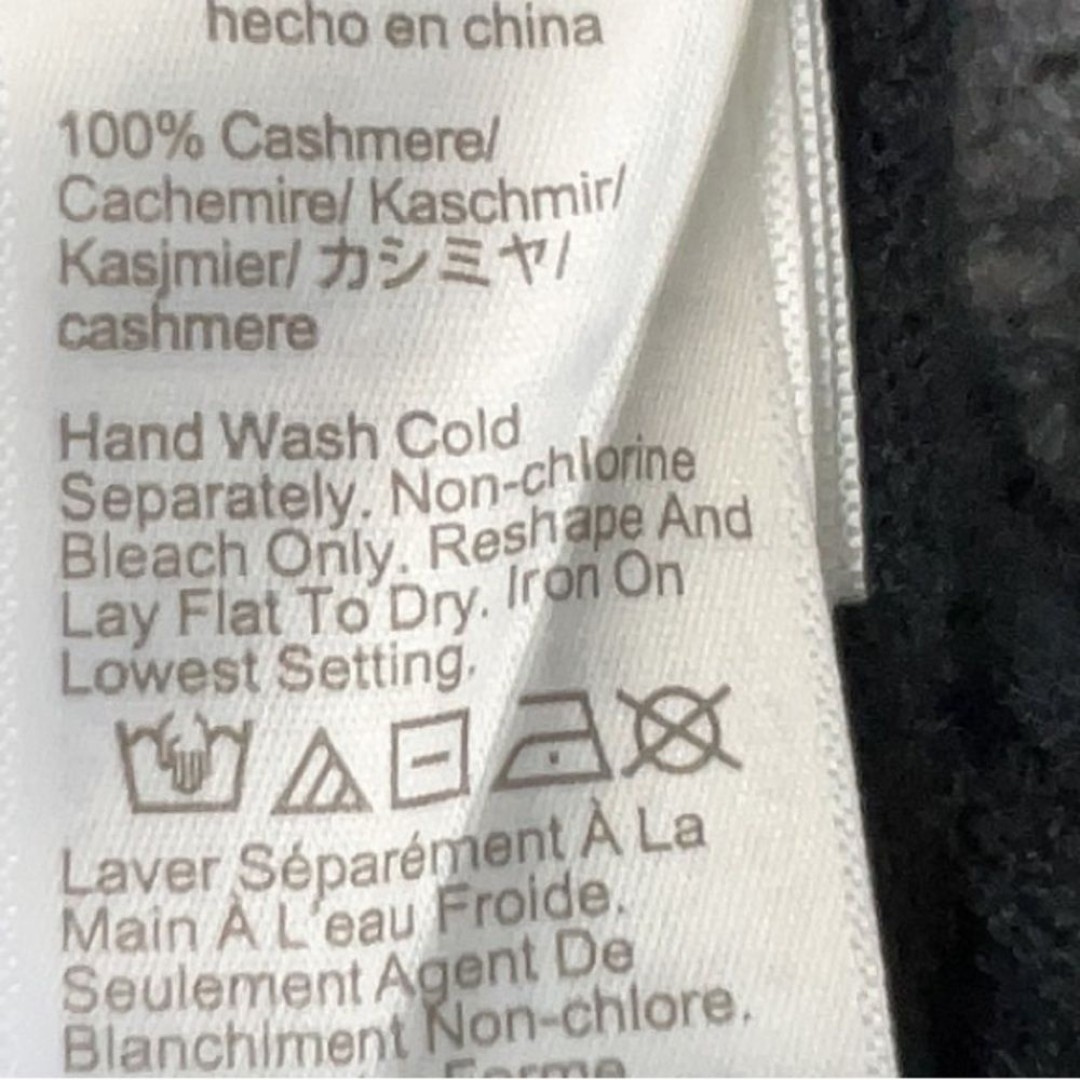 hecho en china
100% Cashmere/
Cachemire/ Kaschmir/
Kasjmier/ カシミヤ/
cashmere
Hand Wash Cold
Separately. Non-chlorine
Bleach Only. Reshape And
Lay Flat To Dry. Iron On
Lowest Setting.
Laver Séparément À La
Main À L'eau Froide.
Seulement Agent De
Blanchiment Non-chlore.
Forme